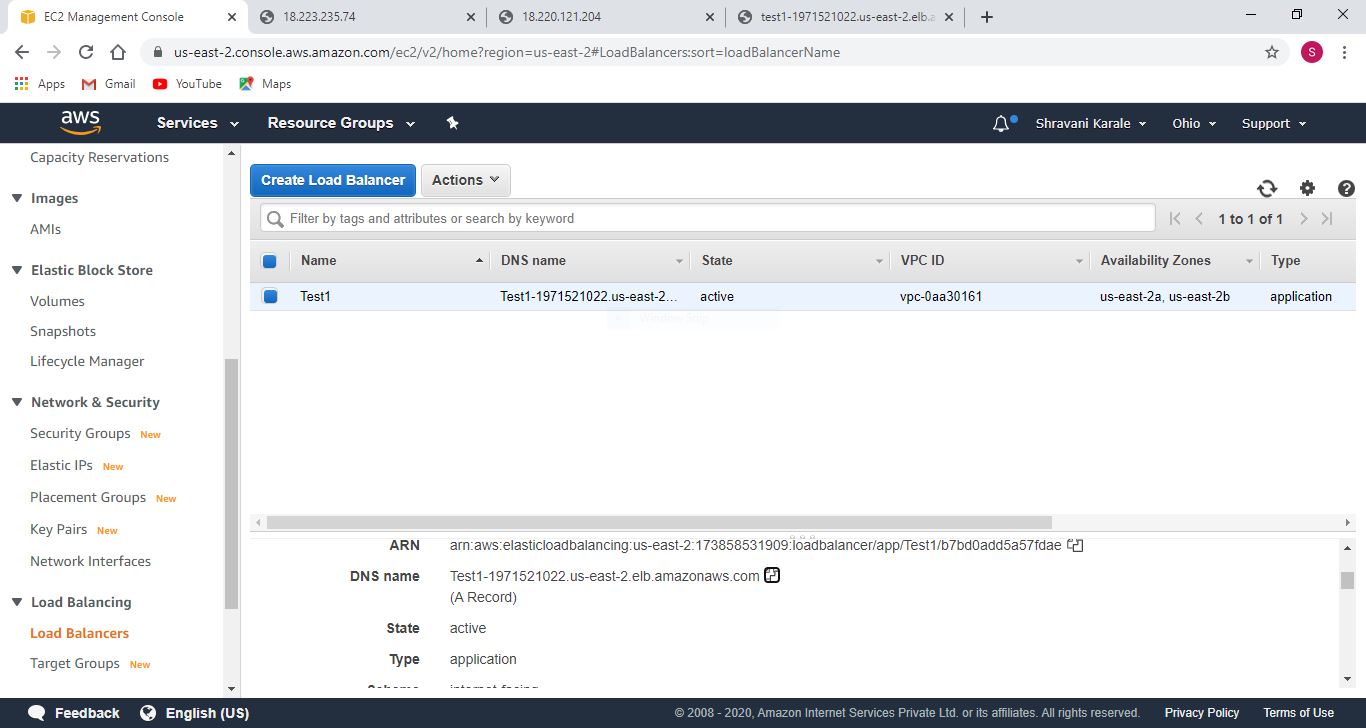 EC2 Management Console
18.223.235.74
18.220.121.204
test1-1971521022.us-east-2.elb.a
us-east-2.console.aws.amazon.com/ec2/v2/home?region=us-east-2#LoadBalancers:sort=loadBalancerName
S
Apps
Gmail
YouTube
Maps
aws
Services
Resource Groups
Shravani Karale
Ohio
Support
Capacity Reservations
Images
AMIs
Elastic Block Store
Volumes
Snapshots
Lifecycle Manager
Network & Security
Security Groups New
Elastic IPs New
Placement Groups New
Key Pairs New
Network Interfaces
Load Balancing
Load Balancers
Target Groups New
Create Load Balancer
Actions
Filter by tags and attributes or search by keyword
1 to 1 of 1
Name DNS name State VPC ID Availability Zones Type
Test1 Test1-1971521022.us-east-2... active vpc-0aa30161 us-east-2a, us-east-2b application
Window Snip
ARN arn:aws:elasticloadbalancing:us-east-2:173858531909:loadbalancer/app/Test1/b7bd0add5a57fdae
DNS name Test1-1971521022.us-east-2.elb.amazonaws.com
(A Record)
State active
Type application
Scheme internet-facing
Feedback
English (US)
© 2008 - 2020, Amazon Internet Services Private Ltd. or its affiliates. All rights reserved.
Privacy Policy
Terms of Use